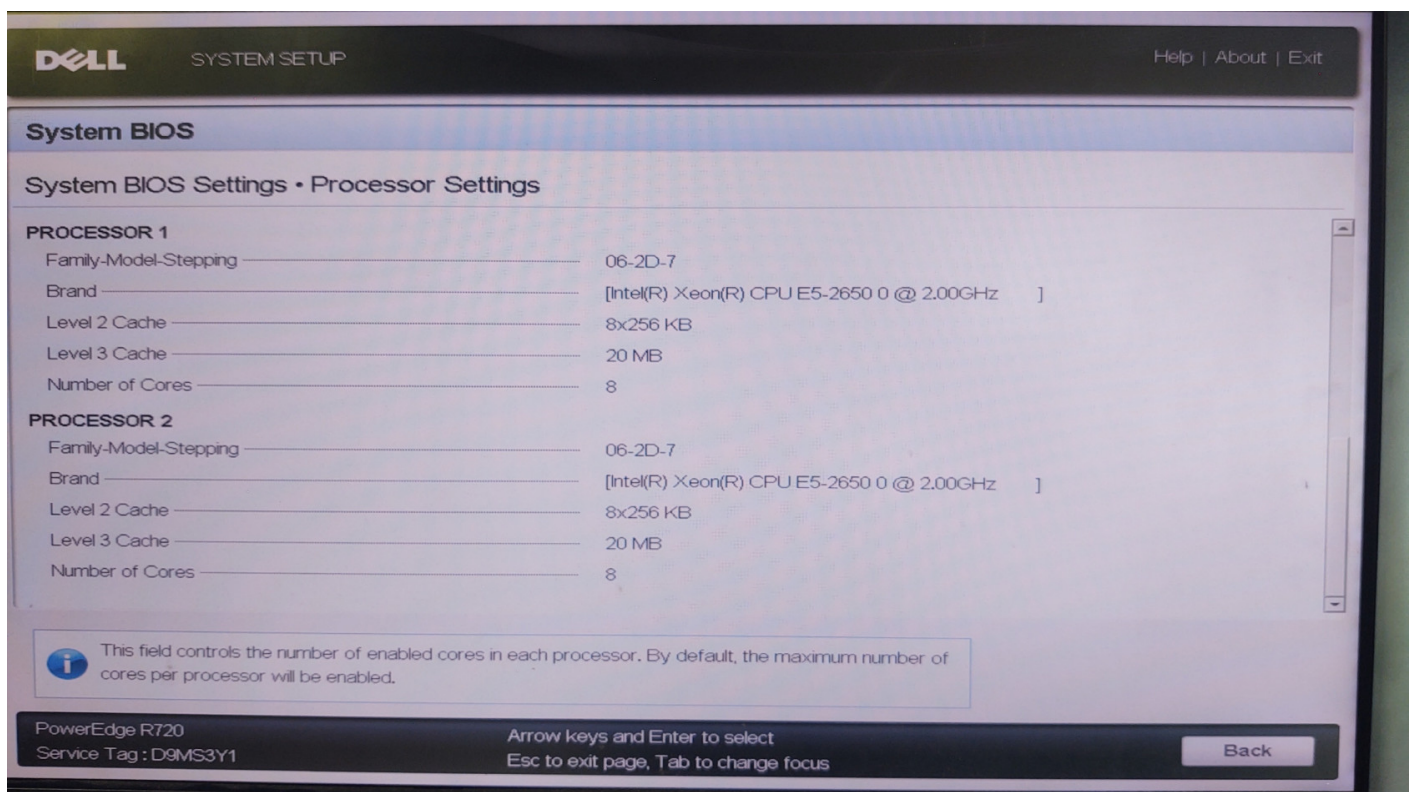 DELL SYSTEM SETUP Help | About | Exit
System BIOS
System BIOS Settings • Processor Settings
PROCESSOR 1
Family-Model-Stepping 06-2D-7
Brand [Intel(R) Xeon(R) CPU E5-2650 0 @ 2.00GHz ]
Level 2 Cache 8x256 KB
Level 3 Cache 20 MB
Number of Cores 8
PROCESSOR 2
Family-Model-Stepping 06-2D-7
Brand [Intel(R) Xeon(R) CPU E5-2650 0 @ 2.00GHz ]
Level 2 Cache 8x256 KB
Level 3 Cache 20 MB
Number of Cores 8
This field controls the number of enabled cores in each processor. By default, the maximum number of
cores per processor will be enabled.
PowerEdge R720
Service Tag : D9MS3Y1
Arrow keys and Enter to select
Esc to exit page, Tab to change focus
Back